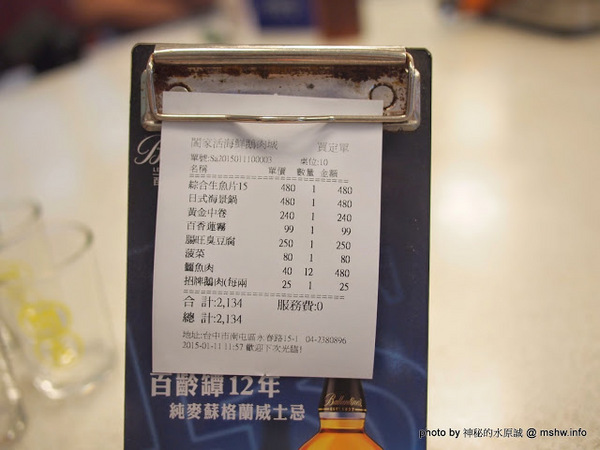 闔家活海鮮鵝肉城 賓定單
單號:Sa2015011100003 桌位:10
名稱 單價 數量 金額
綜合生魚片15 480 1 480
日式海景鍋 480 1 480
黃金中卷 240 1 240
百香蓮霧 99 1 99
腸旺臭豆腐 250 1 250
菠菜 80 1 80
鱷魚肉 40 12 480
招牌鵝肉(每兩 25 1 25
合 計:2,134 服務費:0
總 計:2,134
地址:台中市南屯區永春路15-1 04-2380896
2015-01-11 11:57 歡迎下次光臨!
百齡罈12年
純麥蘇格蘭威士忌
Ballantine's
photo by 神秘的水原誠 @ mshw.info